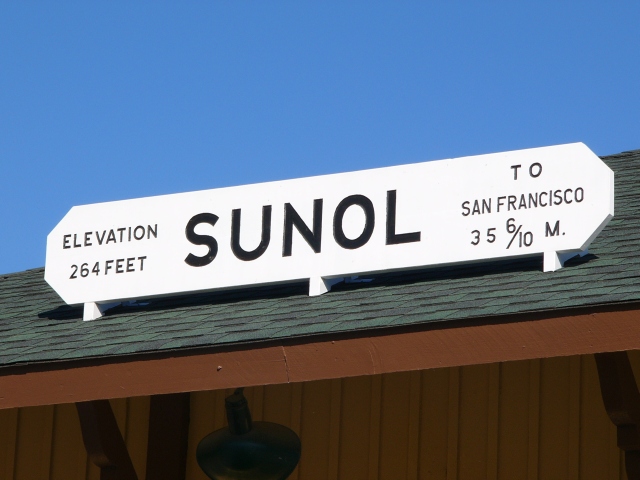 ELEVATION
264 FEET
SUNOL
TO
SAN FRANCISCO
35 6/10 M.